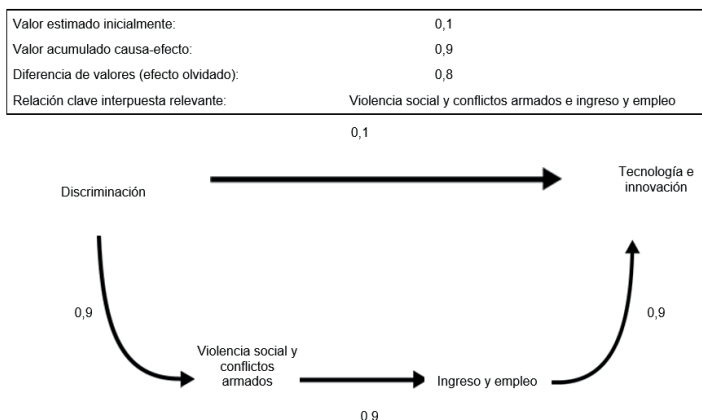 Valor estimado inicialmente: 0,1
Valor acumulado causa-efecto: 0,9
Diferencia de valores (efecto olvidado): 0,8
Relación clave interpuesta relevante: Violencia social y conflictos armados e ingreso y empleo
0,1
Discriminación
Tecnología e
innovación
0,9
0,9
Violencia social y
conflictos
armados
Ingreso y empleo
0,9